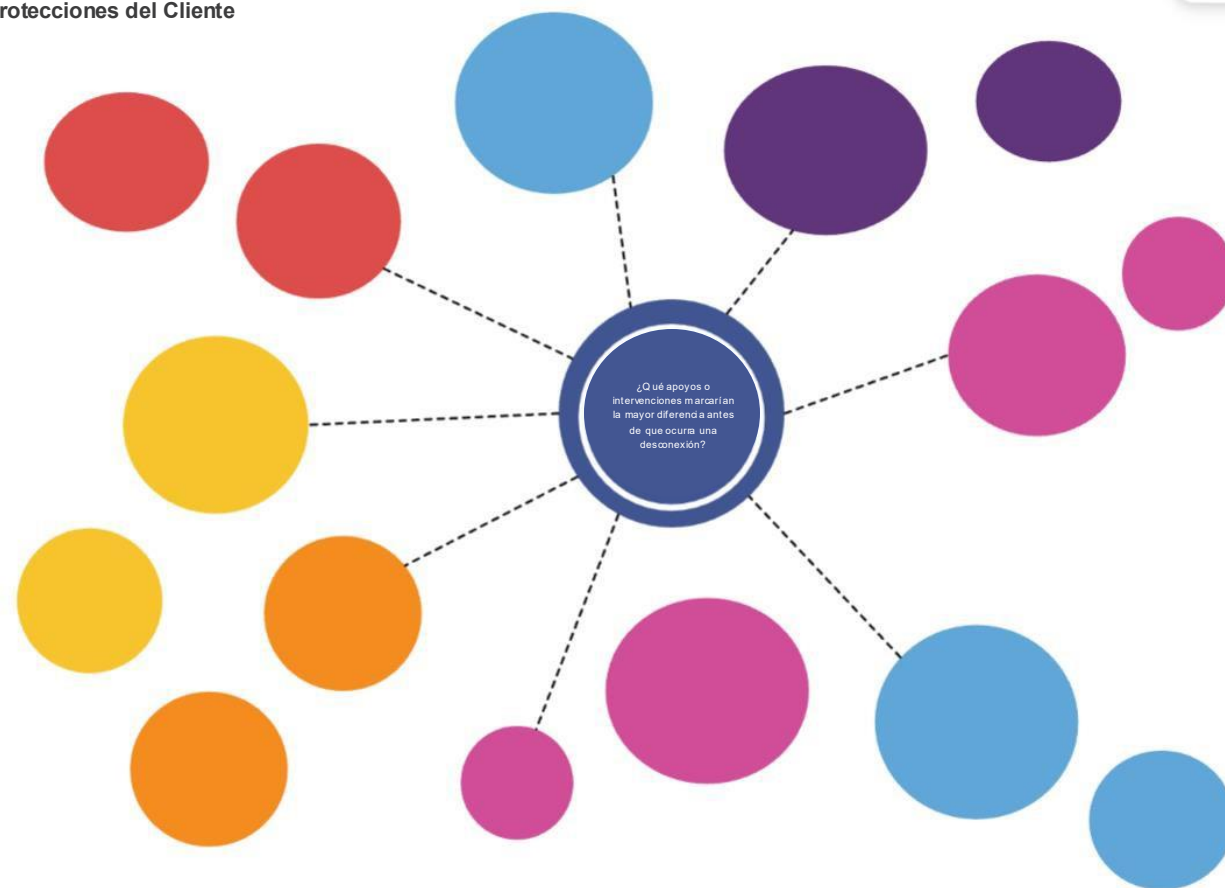 rotecciones del Cliente
¿Qué apoyos o
intervenciones marcarían
la mayor diferencia antes
de que ocurra una
desconexión?